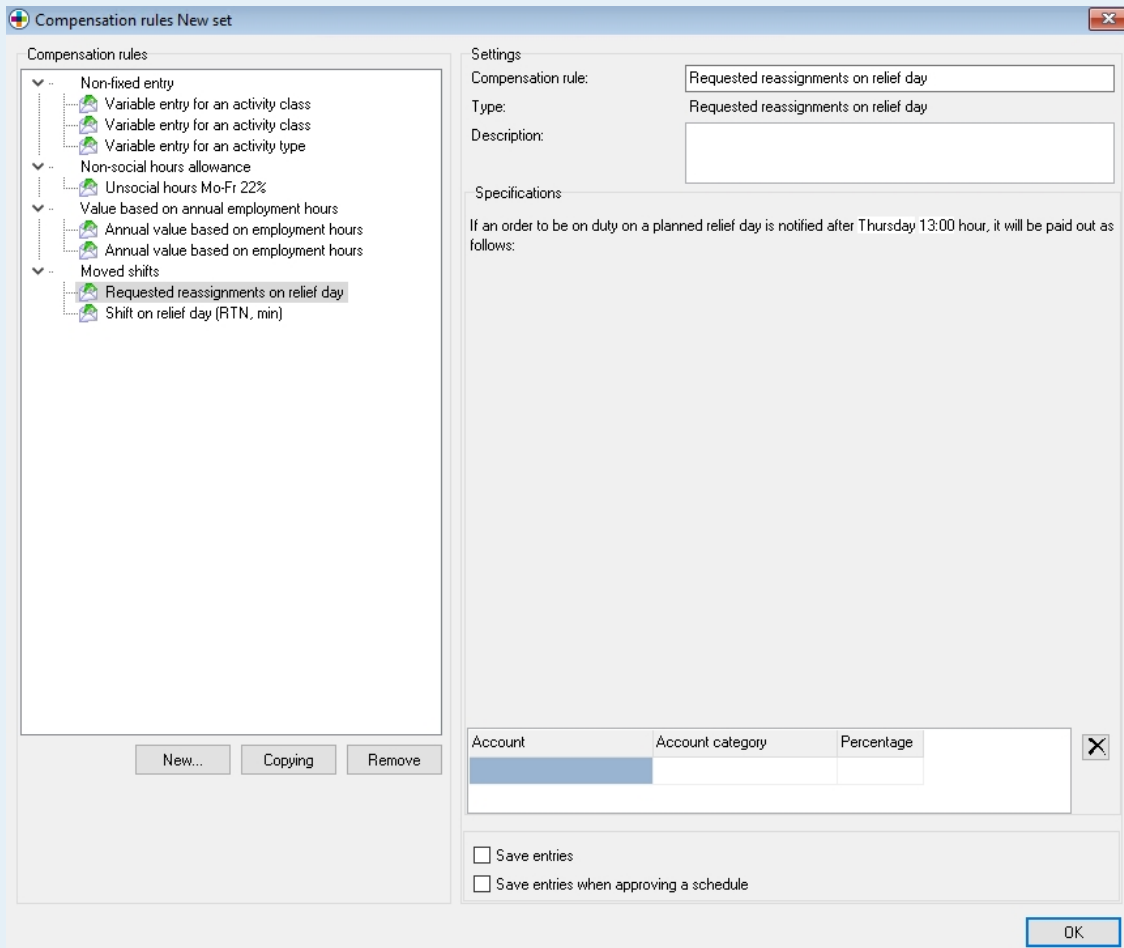 Compensation rules New set
Compensation rules
Non-fixed entry
Variable entry for an activity class
Variable entry for an activity class
Variable entry for an activity type
Non-social hours allowance
Unsocial hours Mo-Fr 22%
Value based on annual employment hours
Annual value based on employment hours
Annual value based on employment hours
Moved shifts
Requested reassignments on relief day
Shift on relief day (RTN, min)
New...
Copying
Remove
Settings
Compensation rule: Requested reassignments on relief day
Type: Requested reassignments on relief day
Description:
Specifications
If an order to be on duty on a planned relief day is notified after Thursday 13:00 hour, it will be paid out as
follows:
Account Account category Percentage
Save entries
Save entries when approving a schedule
OK